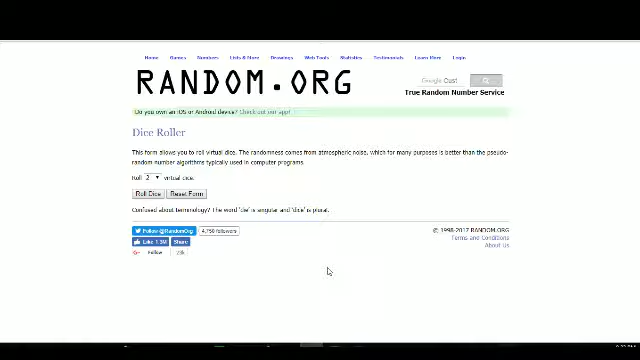 Home Games Numbers Lists & More Drawings Web Tools Statistics Testimonials Learn More Login
RANDOM.ORG
Google Cust
True Random Number Service
Do you own an iOS or Android device? Check out our app!
Dice Roller
This form allows you to roll virtual dice. The randomness comes from atmospheric noise, which for many purposes is better than the pseudo-
random number algorithms typically used in computer programs.
Roll 2 virtual dice.
Roll Dice Reset Form
Confused about terminology? The word 'die' is singular and 'dice' is plural.
Follow @RandomOrg 4,750 followers
© 1998-2017 RANDOM.ORG
Like 1.3M Share
Terms and Conditions
About Us
G+ Follow